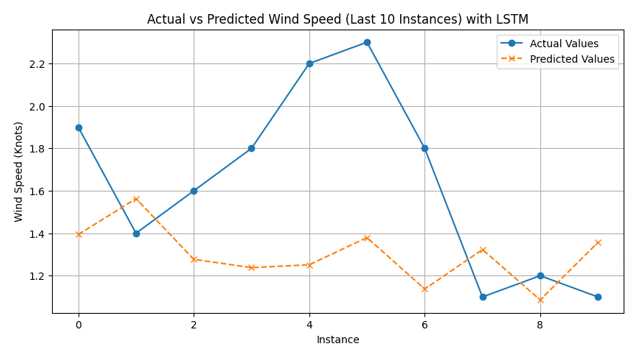 Actual vs Predicted Wind Speed (Last 10 Instances) with LSTM
Actual Values
Predicted Values
Wind Speed (Knots)
2.2
2.0
1.8
1.6
1.4
1.2
0 2 4 6 8
Instance